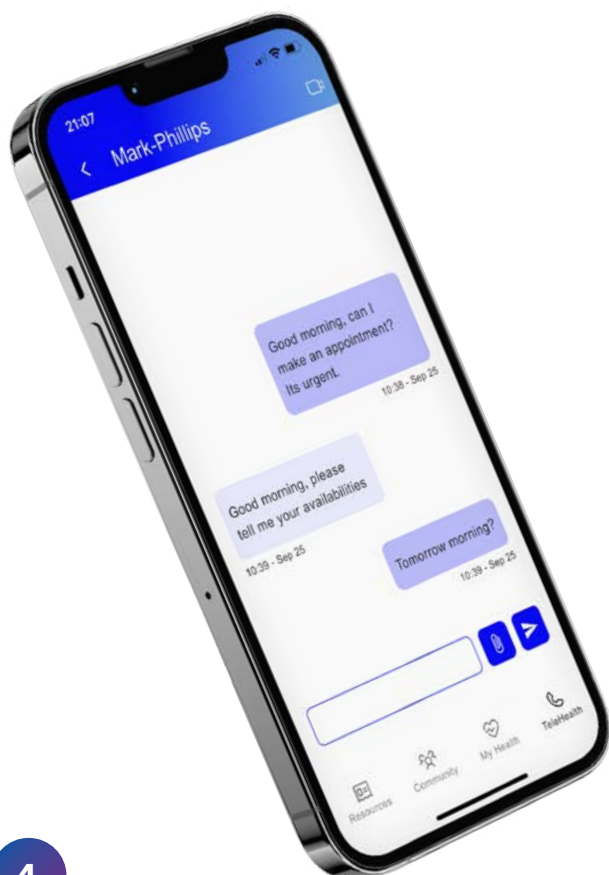 21:07
Mark-Phillips
Good morning, can I
make an appointment?
Its urgent.
10:38 - Sep 25
Good morning, please
tell me your availabilities
10:39 - Sep 25
Tomorrow morning?
10:39 - Sep 25
Resources
Community
My Health
TeleHealth
4